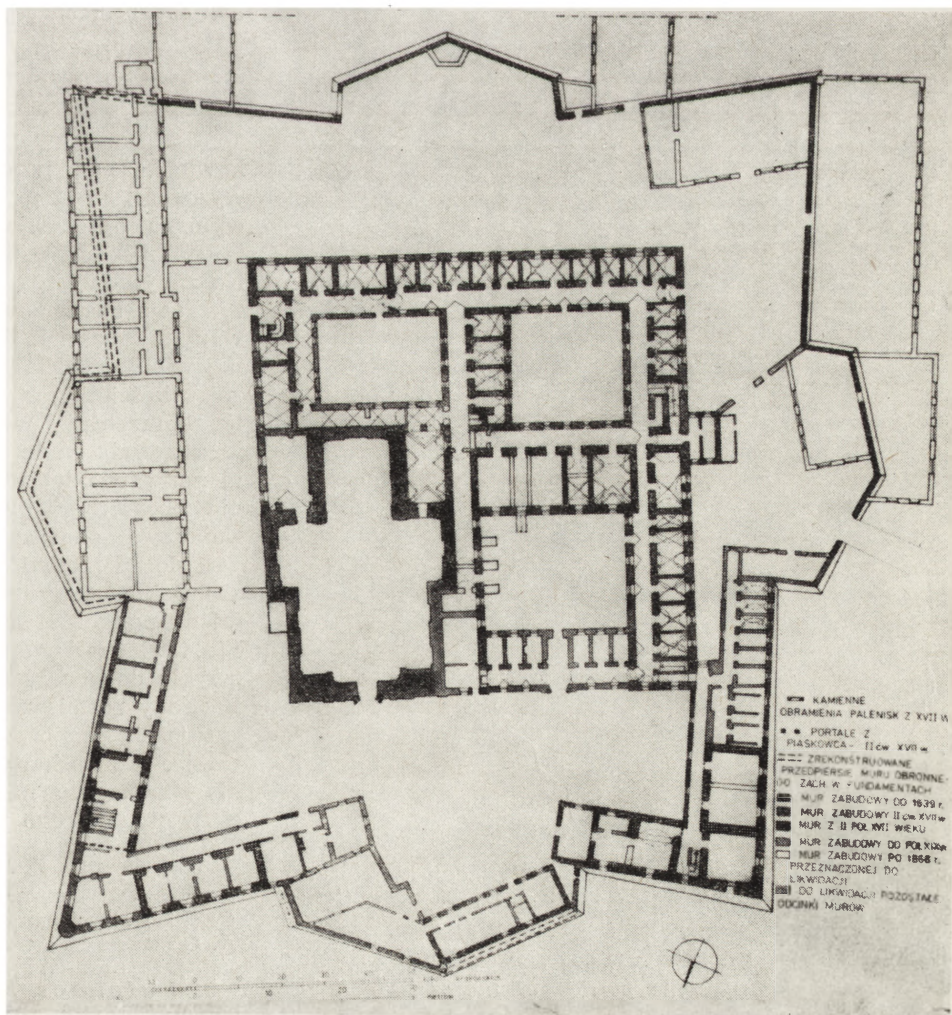 KAMIENNE
OBRAMIENIA PALENISK Z XVII W
PORTALE Z
PIASKOWCA - II ćw XVII w
ZREKONSTRUOWANE
PRZEDPIERSIE MURU OBRONNE-
GO ZACH. W FUNDAMENTACH
MUR ZABUDOWY DO 1639 r.
MUR ZABUDOWY II ćw XVII w
MUR Z II POŁ XVII WIEKU
MUR ZABUDOWY DO POŁ
MUR ZABUDOWY PO 1868 r.
PRZEZNACZONEJ DO
LIKWIDACJI
DO LIKWIDACJI POZOSTAŁE
ODCINKI MURÓW